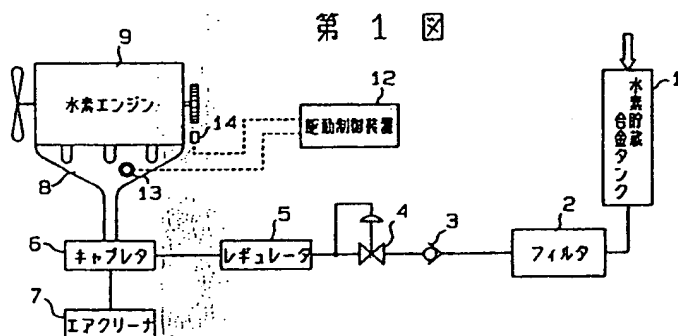 第 1 図
9
水素エンジン
14
12
駆動制御装置
1
水素貯蔵
合金タンク
8
13
6
キャブレタ
5
レギュレータ
4
3
2
フィルタ
7
エアクリーナ